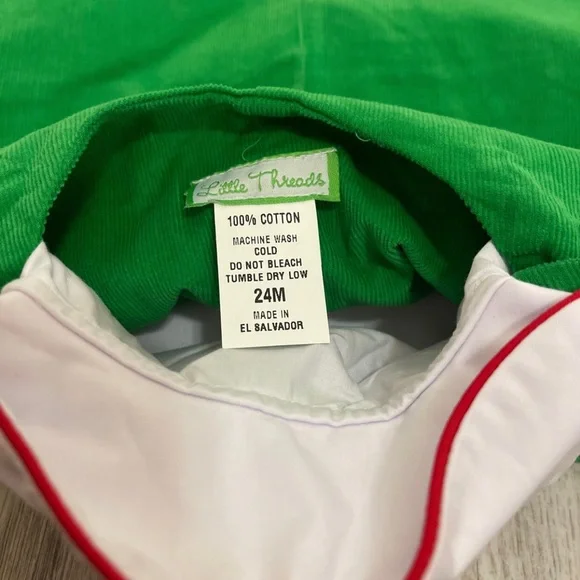 Little Threads
100% COTTON
MACHINE WASH
COLD
DO NOT BLEACH
TUMBLE DRY LOW
24M
MADE IN
EL SALVADOR